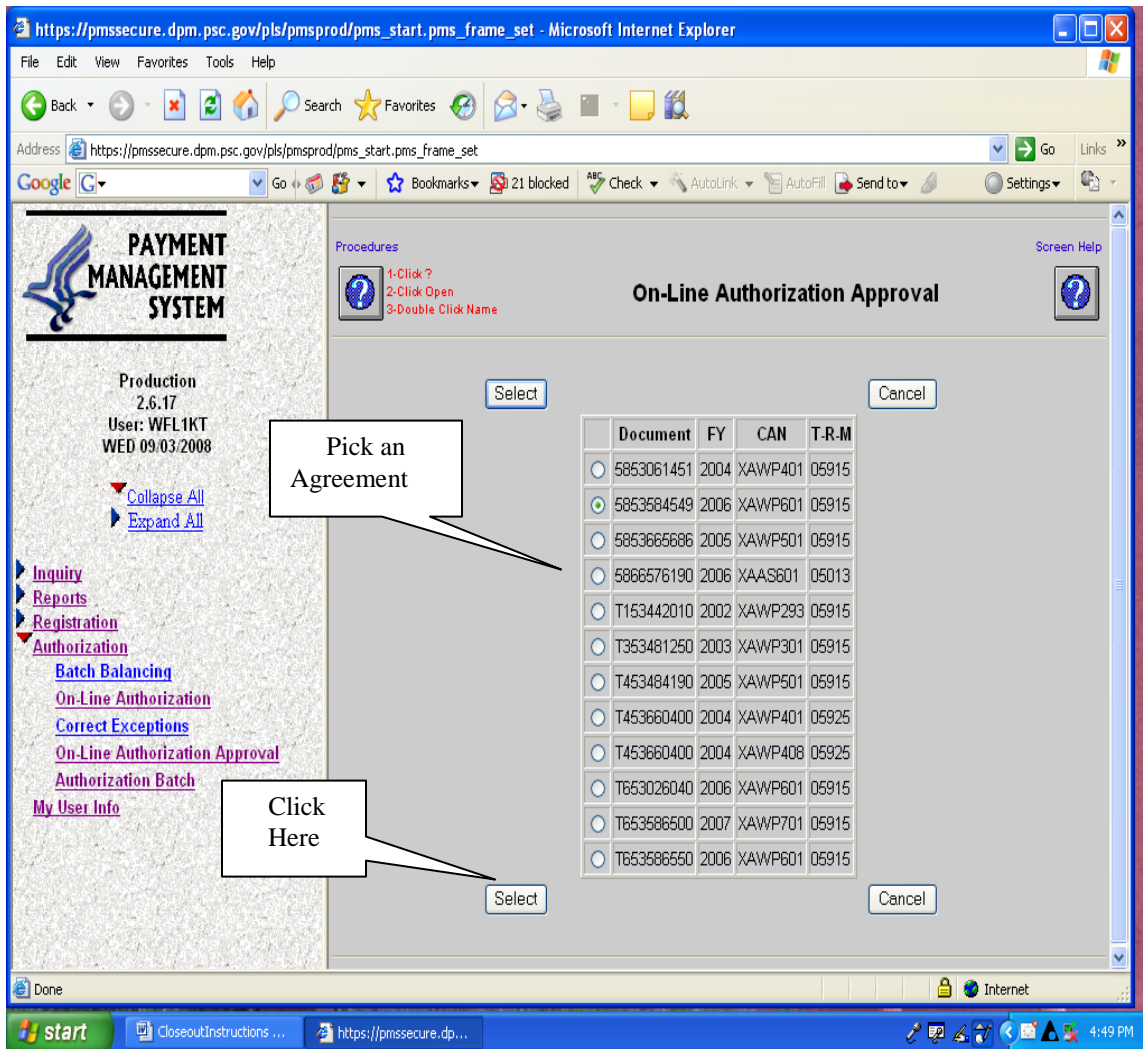 https://pmssecure.dpm.psc.gov/pls/pmsprod/pms_start.pms_frame_set - Microsoft Internet Explorer
File Edit View Favorites Tools Help
Back Search Favorites
Address https://pmssecure.dpm.psc.gov/pls/pmsprod/pms_start.pms_frame_set Go Links »
Google G Go Bookmarks 21 blocked ABC Check AutoLink AutoFill Send to Settings
PAYMENT
MANAGEMENT
SYSTEM
Production
2.6.17
User: WFL1KT
WED 09/03/2008
Collapse All
Expand All
Inquiry
Reports
Registration
Authorization
Batch Balancing
On-Line Authorization
Correct Exceptions
On-Line Authorization Approval
Authorization Batch
My User Info
Procedures
?
1-Click ?
2-Click Open
3-Double Click Name
On-Line Authorization Approval
Screen Help
?
Select Cancel
Pick an
Agreement
Document FY CAN T-R-M
5853061451 2004 XAWP401 05915
5853584549 2006 XAWP601 05915
5853665686 2005 XAWP501 05915
5866576190 2006 XAAS601 05013
T153442010 2002 XAWP293 05915
T353481250 2003 XAWP301 05915
T453484190 2005 XAWP501 05915
T453660400 2004 XAWP401 05925
T453660400 2004 XAWP408 05925
T653026040 2006 XAWP601 05915
T653586500 2007 XAWP701 05915
T653586550 2006 XAWP601 05915
Click
Here
Select Cancel
Done Internet
start CloseoutInstructions ... https://pmssecure.dp... 4:49 PM